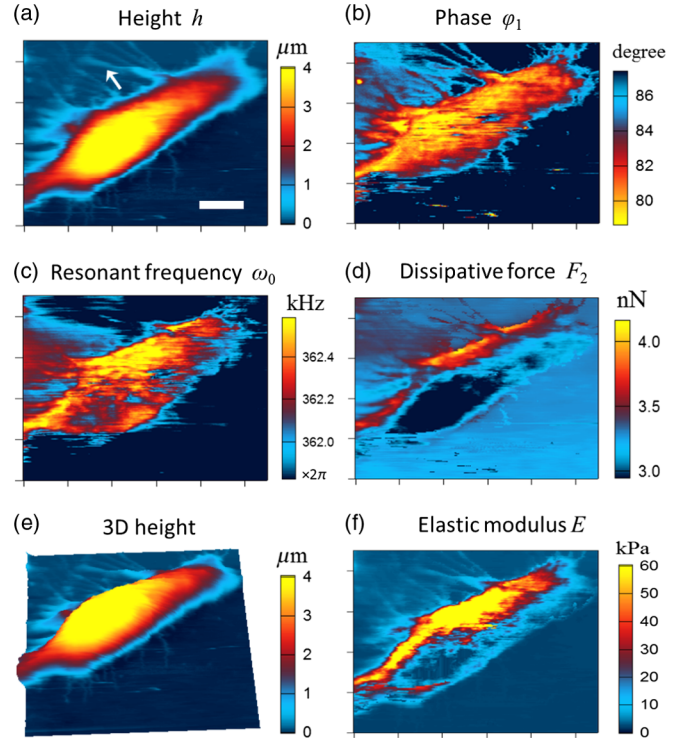 (a) Height h
μm
4
3
2
1
0
(b) Phase φ₁
degree
86
84
82
80
(c) Resonant frequency ω₀
kHz
362.4
362.2
362.0
×2π
(d) Dissipative force F₂
nN
4.0
3.5
3.0
(e) 3D height
μm
4
3
2
1
0
(f) Elastic modulus E
kPa
60
50
40
30
20
10
0